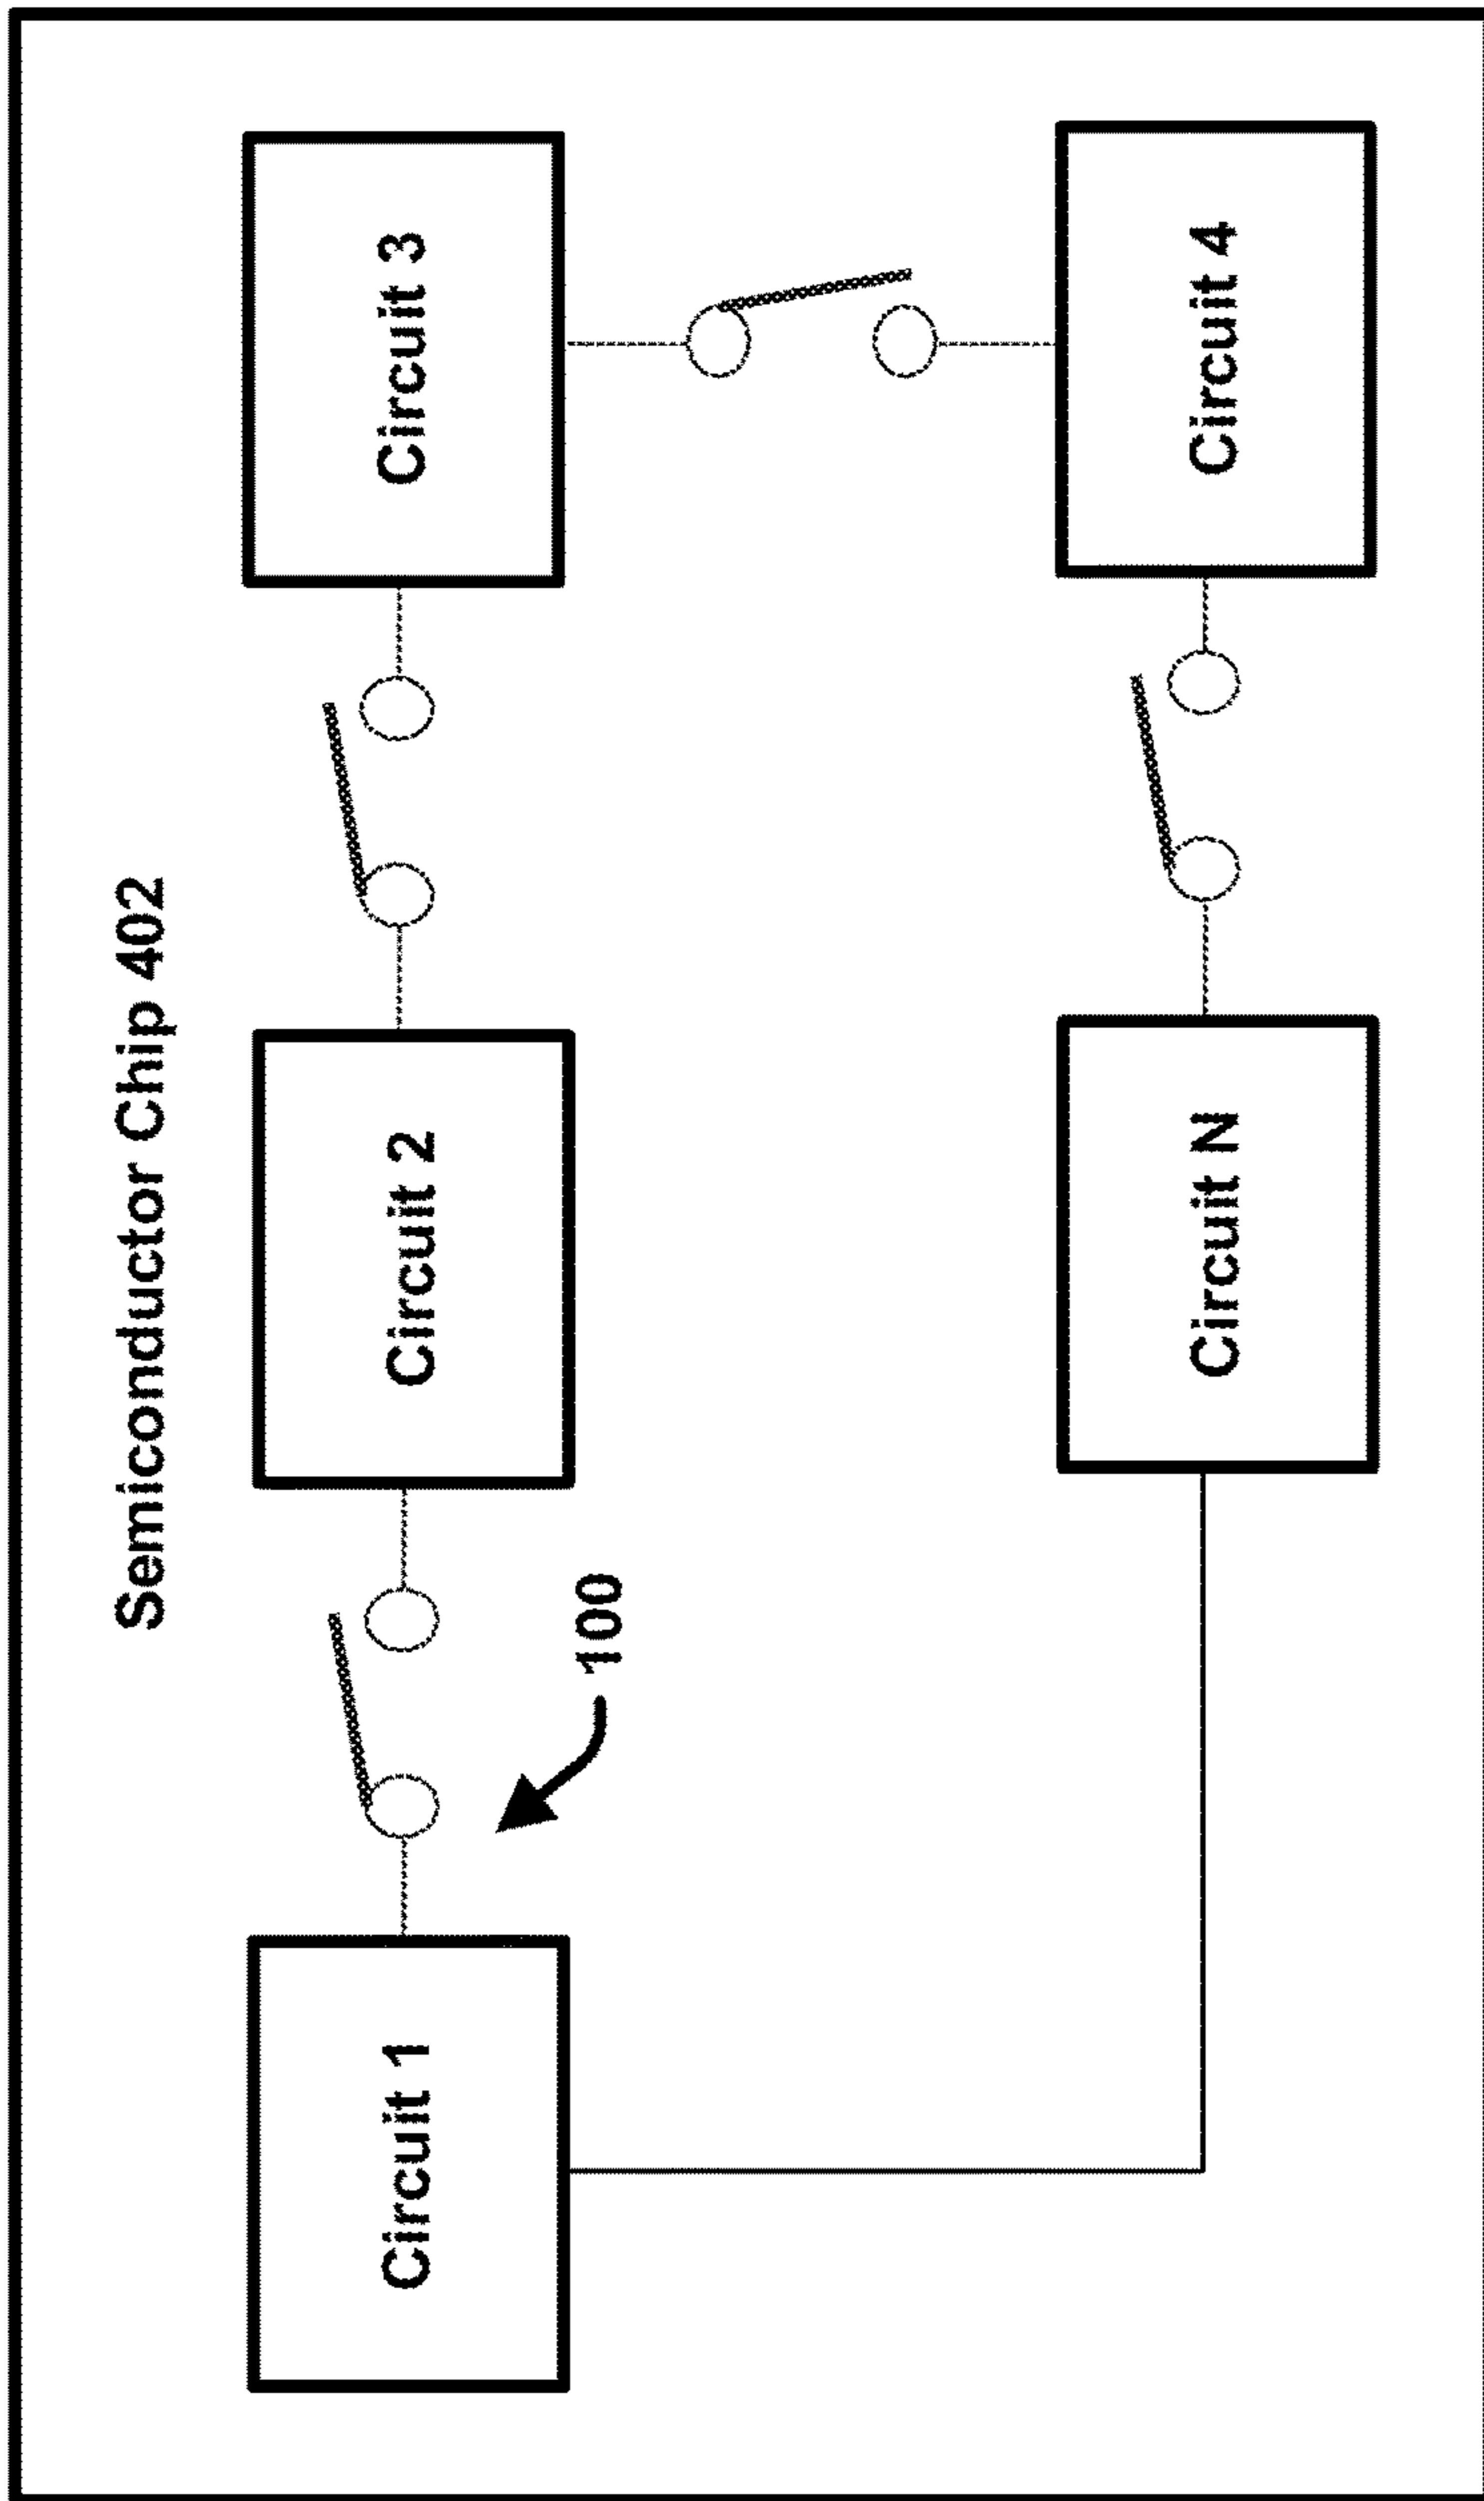 Semiconductor Chip 402
Circuit 1
Circuit 2
Circuit 3
100
Circuit N
Circuit 4